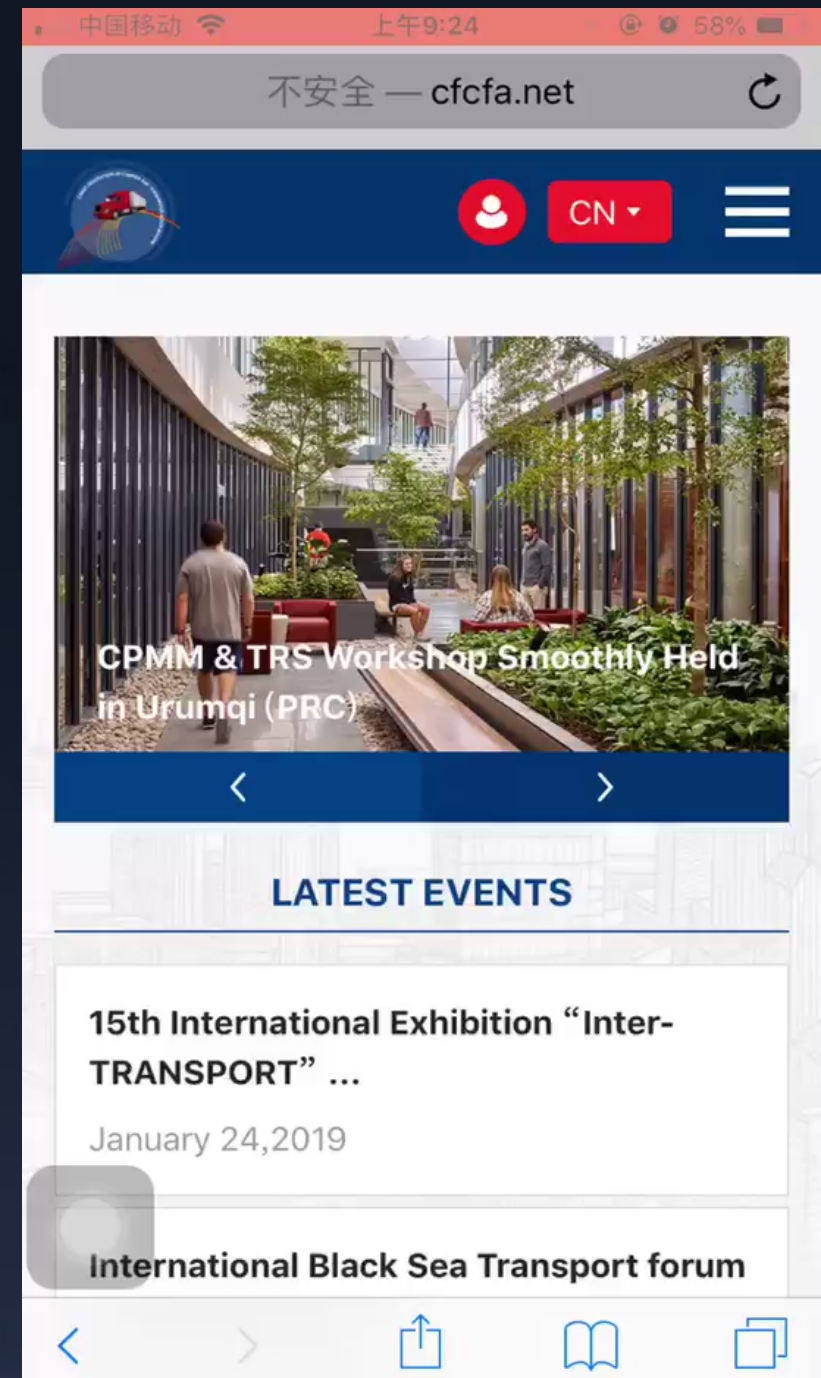 中国移动 上午9:24 58%
不安全 — cfcfa.net
CN
CPMM & TRS Workshop Smoothly Held
in Urumqi (PRC)
LATEST EVENTS
15th International Exhibition “Inter-
TRANSPORT” ...
January 24,2019
International Black Sea Transport forum